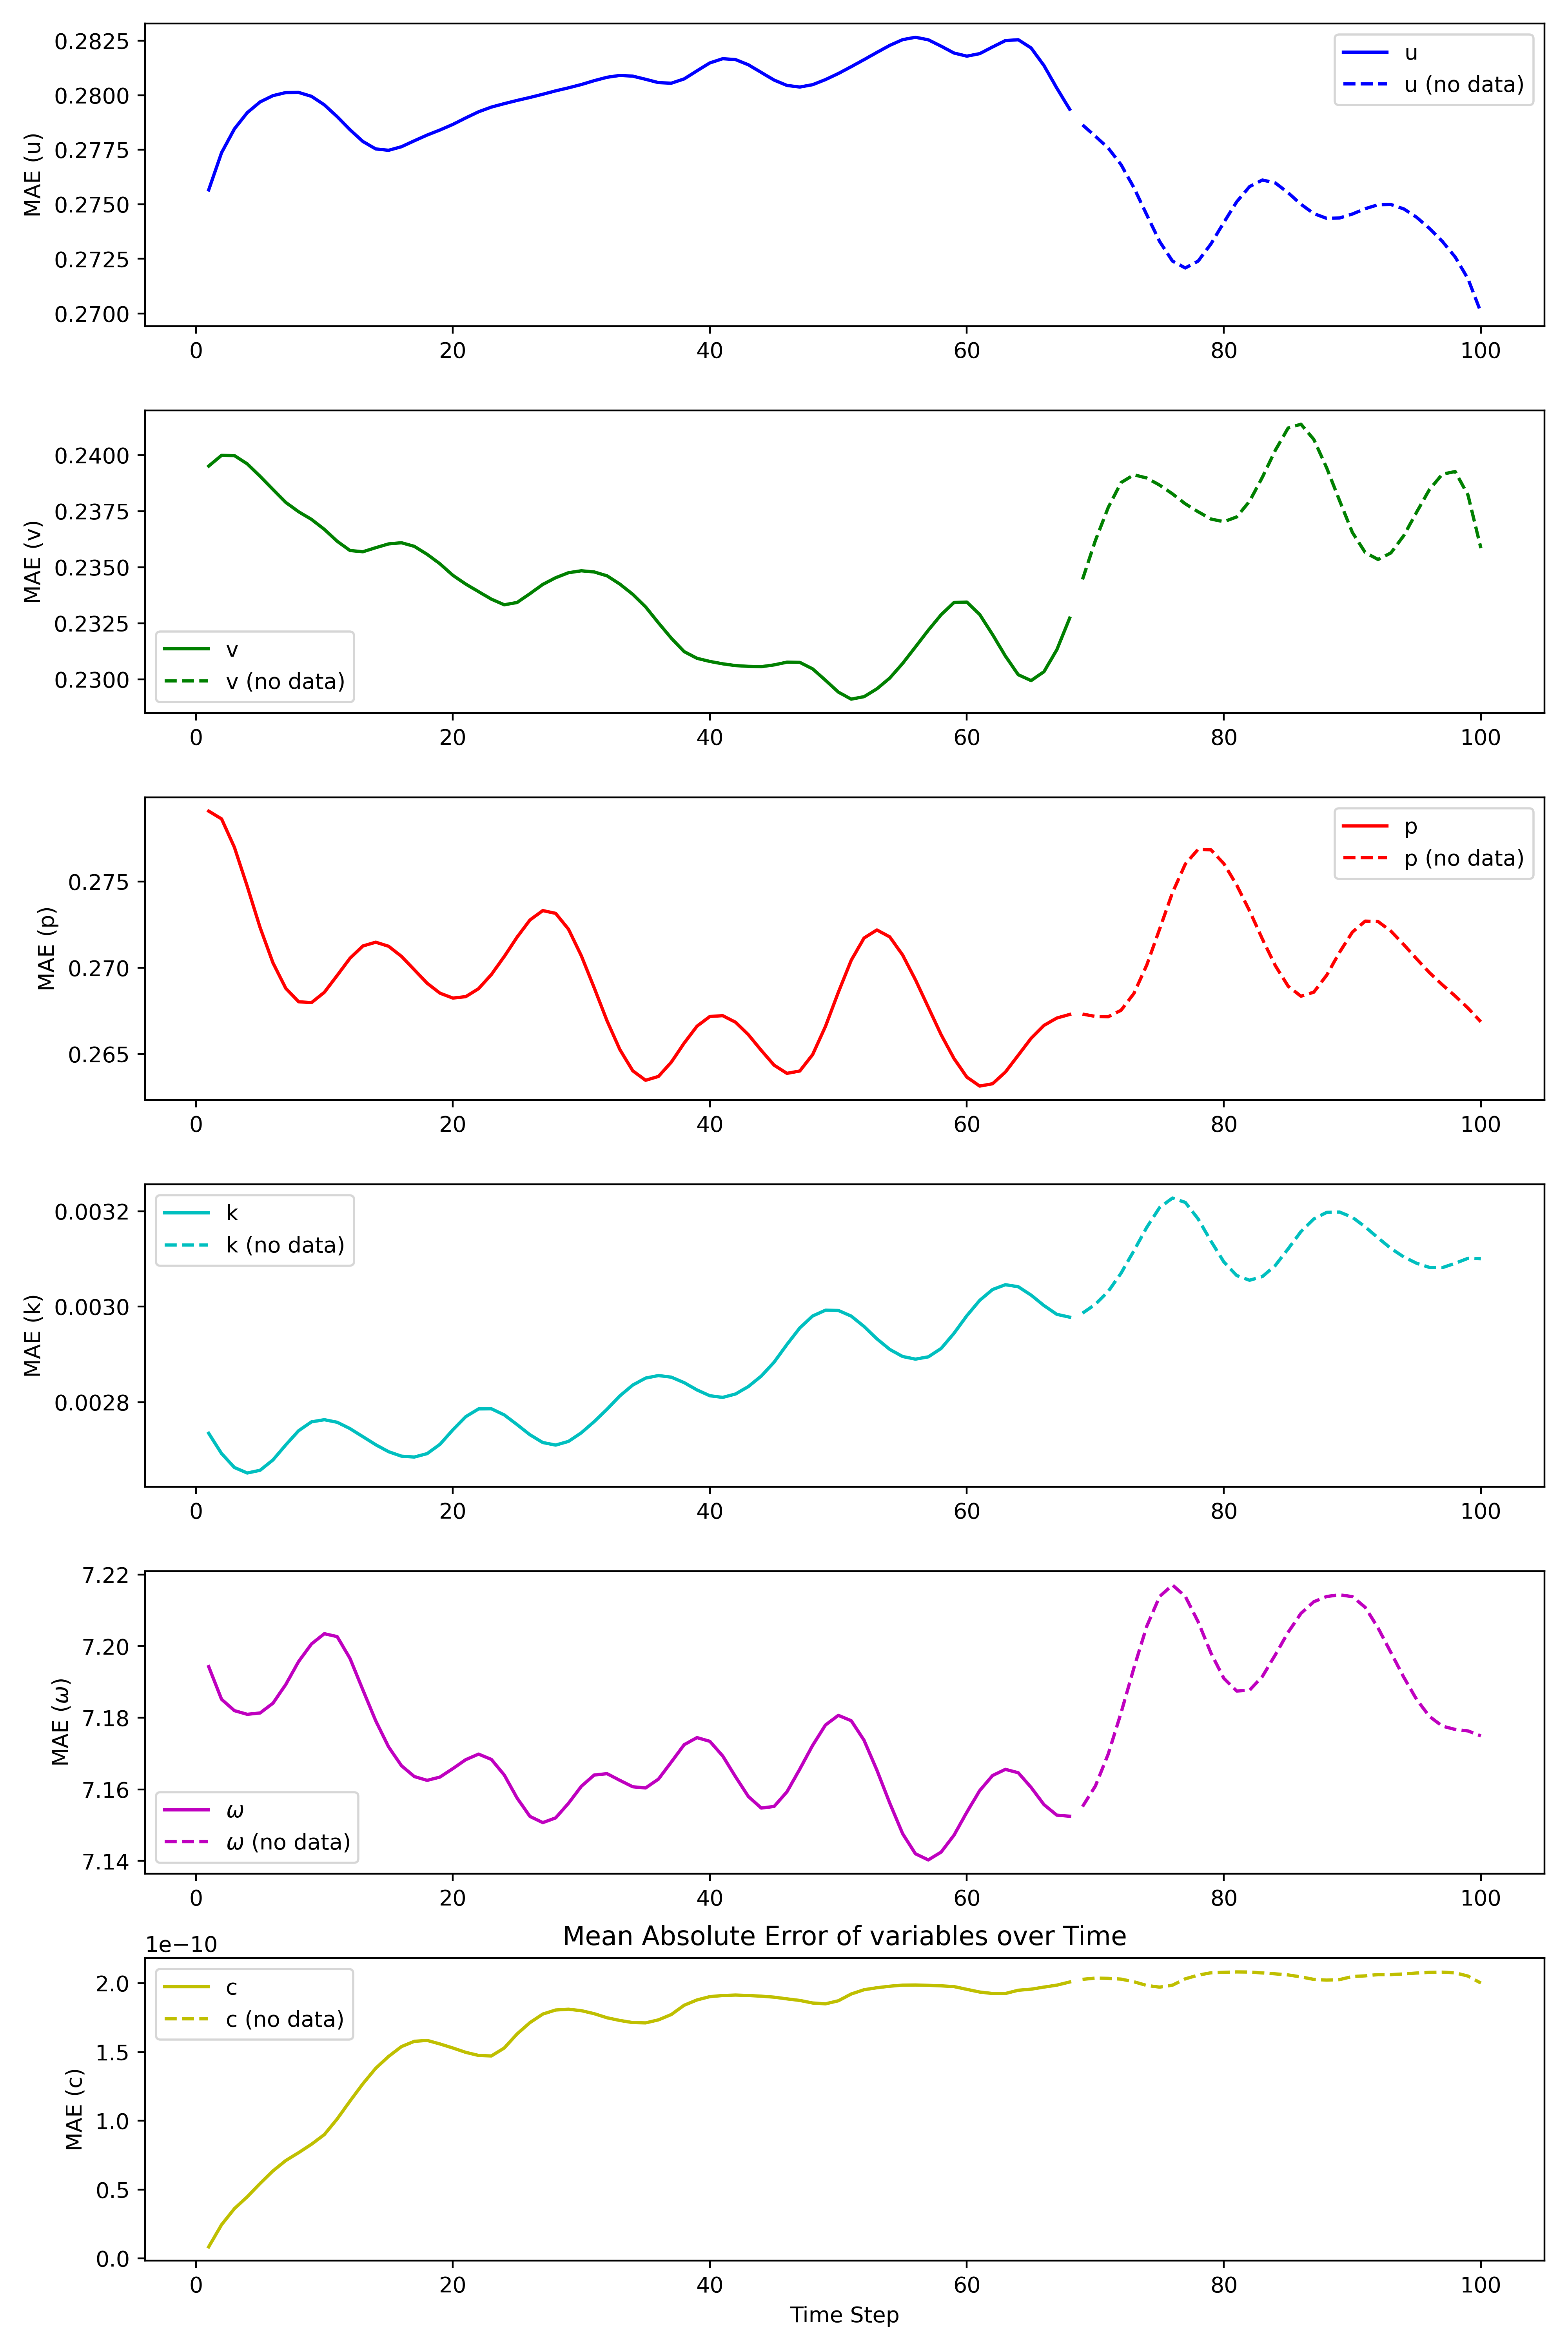 0.2825
0.2800
0.2775
0.2750
0.2725
0.2700
MAE (u)
u
u (no data)
0 20 40 60 80 100
0.2400
0.2375
0.2350
0.2325
0.2300
MAE (v)
v
v (no data)
0 20 40 60 80 100
0.275
0.270
0.265
MAE (p)
p
p (no data)
0 20 40 60 80 100
0.0032
0.0030
0.0028
MAE (k)
k
k (no data)
0 20 40 60 80 100
7.22
7.20
7.18
7.16
7.14
MAE (ω)
ω
ω (no data)
0 20 40 60 80 100
Mean Absolute Error of variables over Time
1e−10
2.0
1.5
1.0
0.5
0.0
MAE (c)
c
c (no data)
0 20 40 60 80 100
Time Step